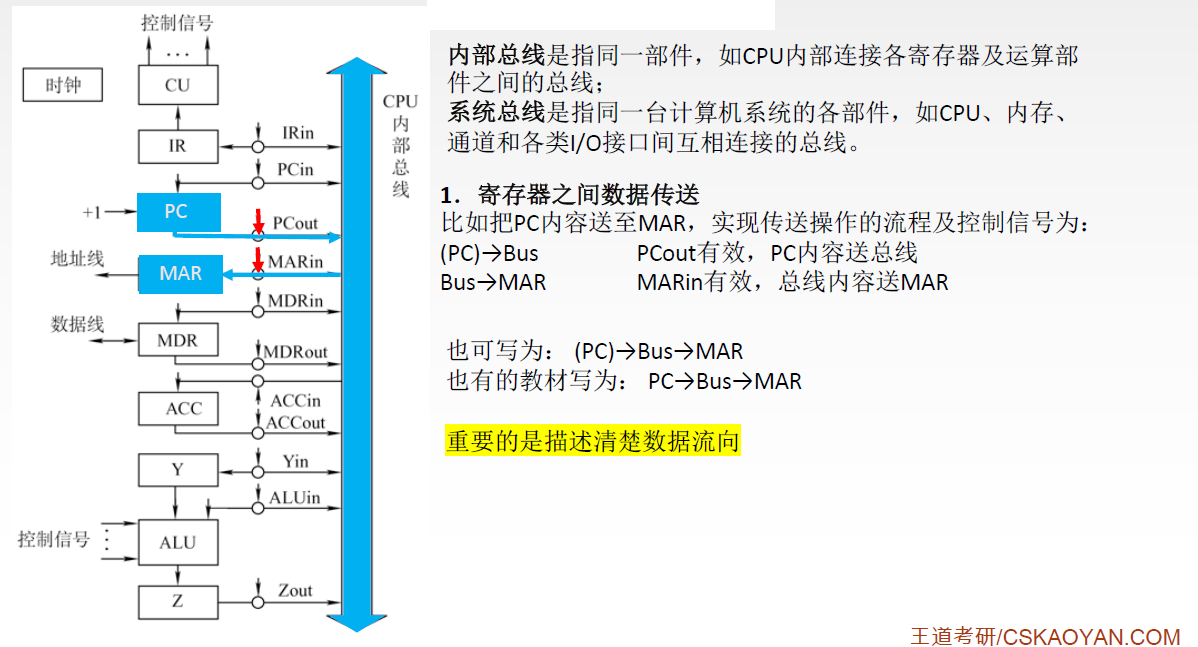 控制信号
...
时钟
CU
IR
IRin
PCin
+1
PC
PCout
地址线
MAR
MARin
MDRin
数据线
MDR
MDRout
ACC
ACCin
ACCout
Y
Yin
ALUin
控制信号
ALU
Z
Zout
CPU
内
部
总
线
内部总线是指同一部件，如CPU内部连接各寄存器及运算部
件之间的总线；
系统总线是指同一台计算机系统的各部件，如CPU、内存、
通道和各类I/O接口间互相连接的总线。
1．寄存器之间数据传送
比如把PC内容送至MAR，实现传送操作的流程及控制信号为：
(PC)→Bus PCout有效，PC内容送总线
Bus→MAR MARin有效，总线内容送MAR
也可写为： (PC)→Bus→MAR
也有的教材写为： PC→Bus→MAR
重要的是描述清楚数据流向
王道考研/CSKAOYAN.COM